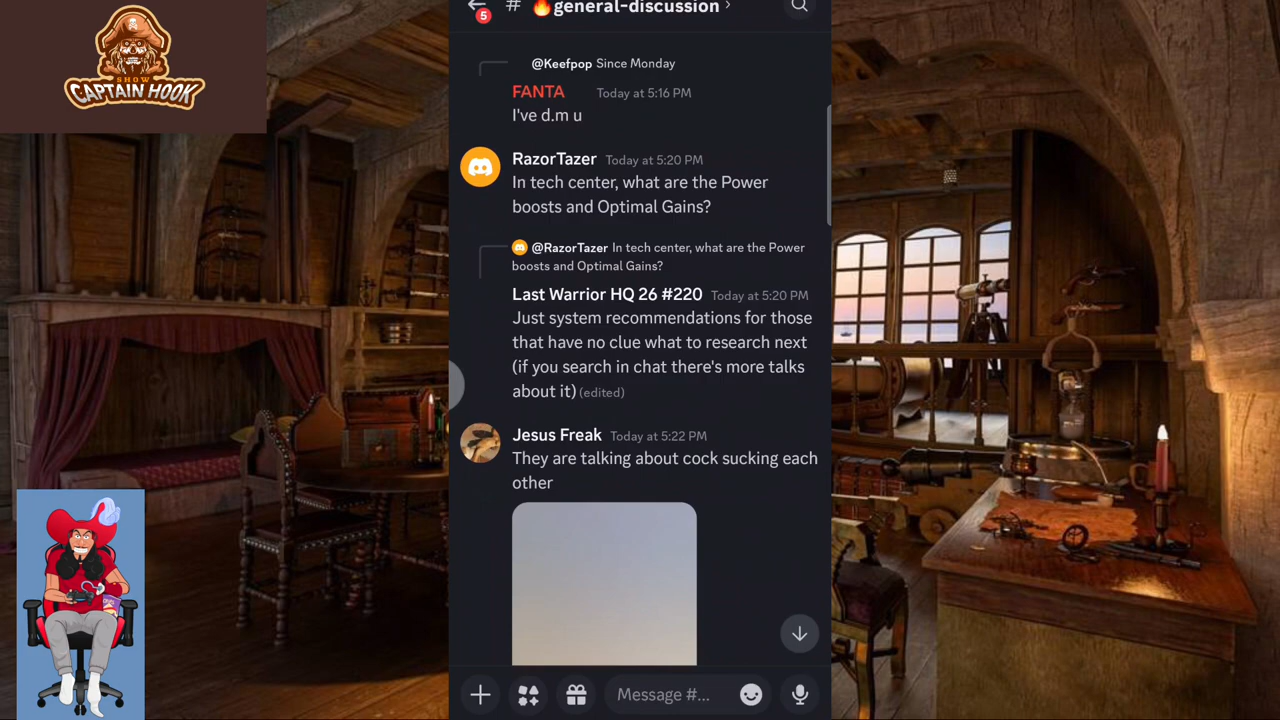 SHOW
CAPTAIN HOOK
5
# 🔥general-discussion ›
@Keefpop Since Monday
FANTA Today at 5:16 PM
I've d.m u
RazorTazer Today at 5:20 PM
In tech center, what are the Power
boosts and Optimal Gains?
@RazorTazer In tech center, what are the Power
boosts and Optimal Gains?
Last Warrior HQ 26 #220 Today at 5:20 PM
Just system recommendations for those
that have no clue what to research next
(if you search in chat there's more talks
about it) (edited)
Jesus Freak Today at 5:22 PM
They are talking about cock sucking each
other
Message #...